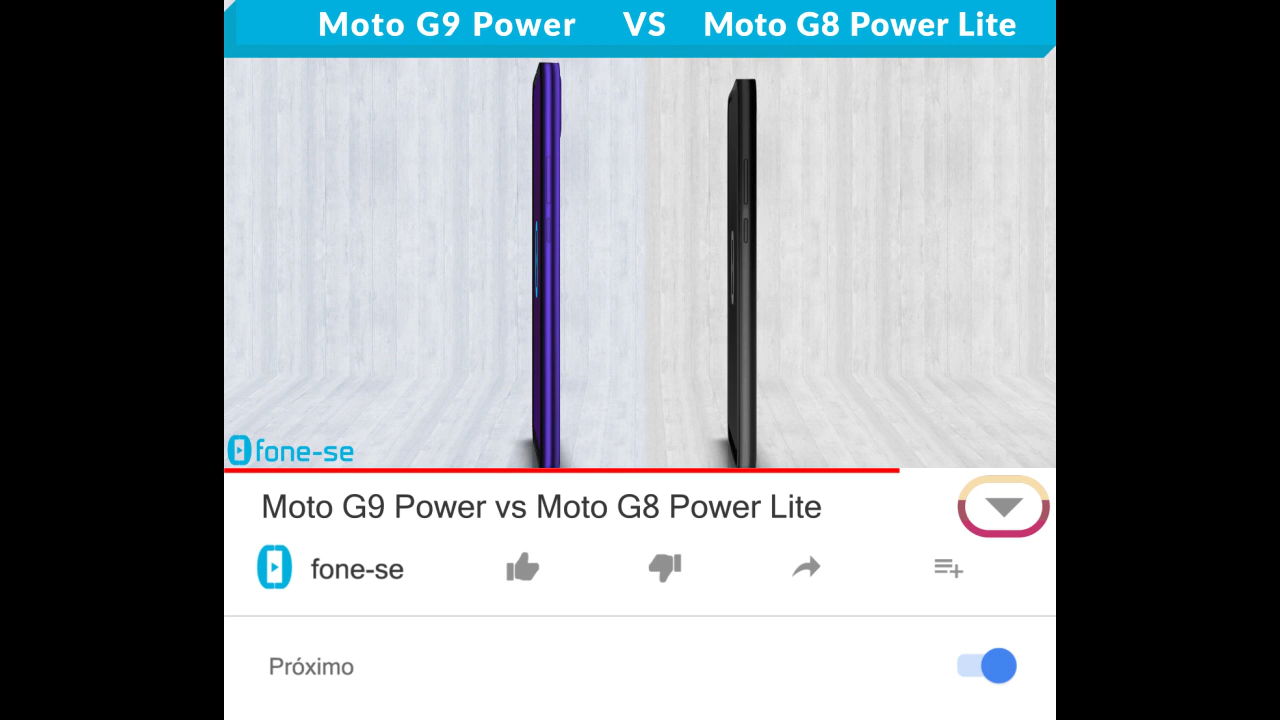 Moto G9 Power VS Moto G8 Power Lite
fone-se
Moto G9 Power vs Moto G8 Power Lite
fone-se
Próximo